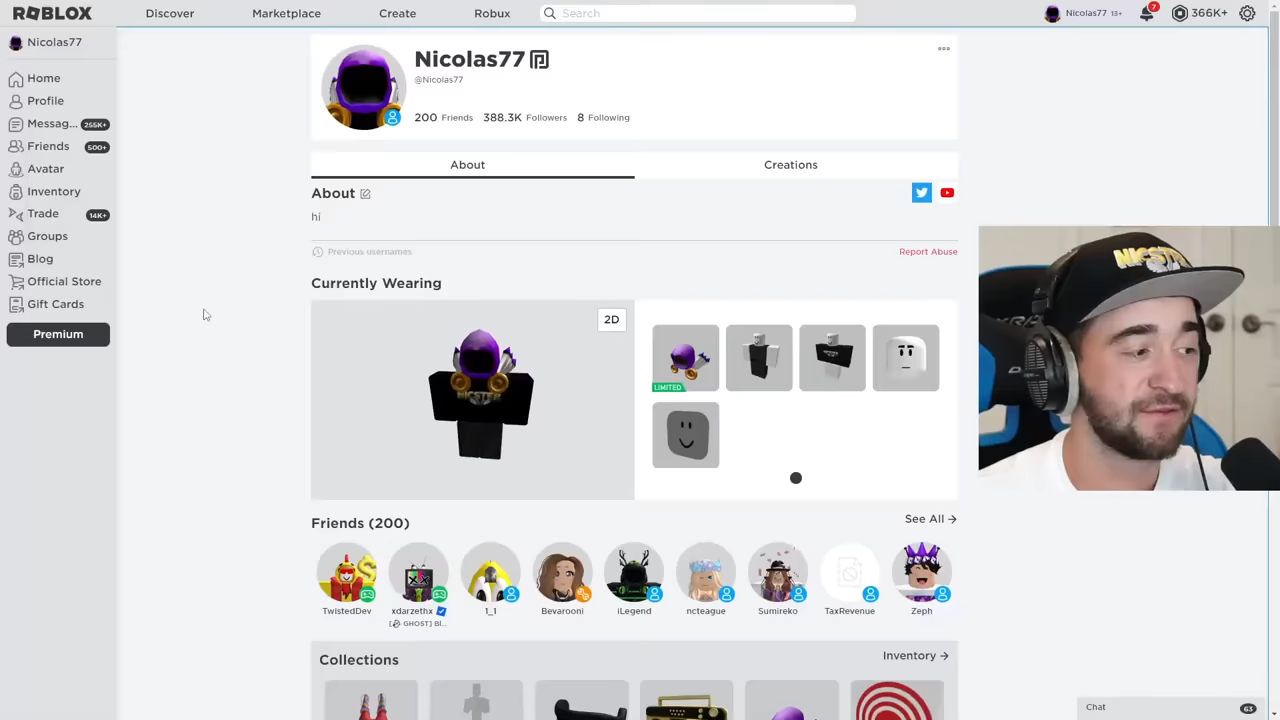 ROBLOX
Discover
Marketplace
Create
Robux
Search
Nicolas77 13+
7
366K+
Nicolas77
Home
Profile
Messag... 255K+
Friends 500+
Avatar
Inventory
Trade 14K+
Groups
Blog
Official Store
Gift Cards
Premium
Nicolas77
@Nicolas77
200 Friends 388.3K Followers 8 Following
About
Creations
About
hi
Previous usernames
Report Abuse
Currently Wearing
2D
LIMITED
Friends (200)
See All
TwistedDev
xdarzethx
1_1
Bevarooni
iLegend
ncteague
Sumireko
TaxRevenue
Zeph
GHOST] Bl...
Collections
Inventory
Chat
63